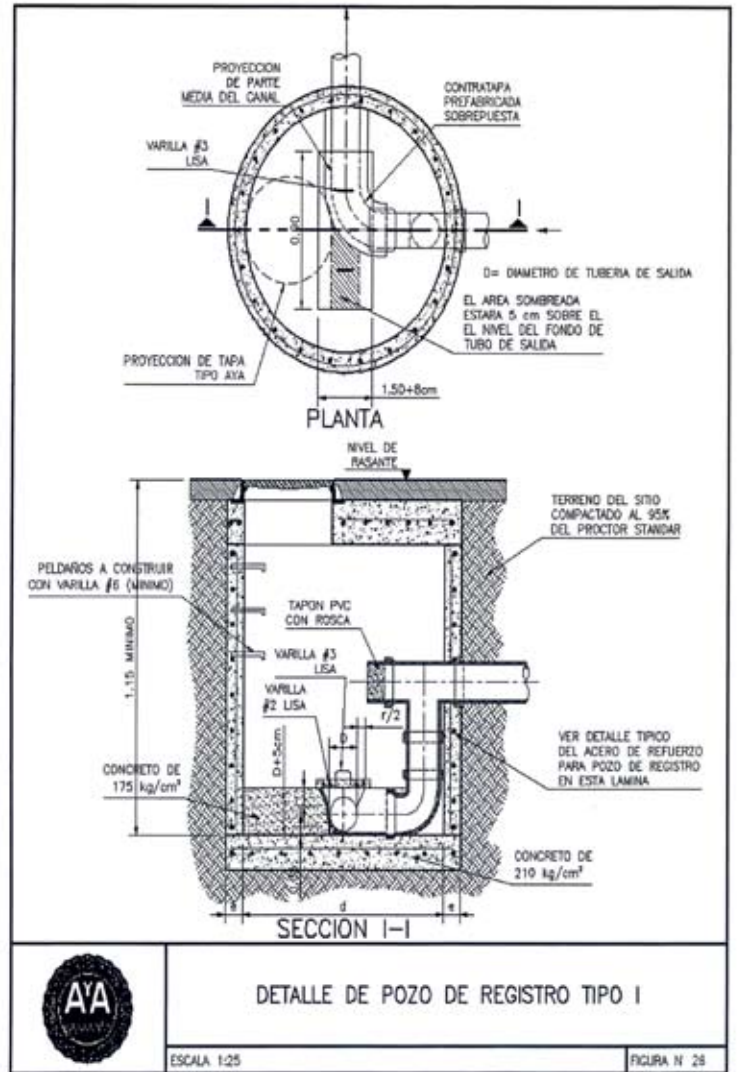 PROYECCION
DE PARTE
MEDIA DEL CANAL
CONTRATAPA
PREFABRICADA
SOBREPUESTA
VARILLA #3
LISA
I
I
0.90
D= DIAMETRO DE TUBERIA DE SALIDA
EL AREA SOMBREADA
ESTARA 5 cm SOBRE EL
EL NIVEL DEL FONDO DE
TUBO DE SALIDA
PROYECCION DE TAPA
TIPO AYA
1.50+8cm
PLANTA
NIVEL DE
RASANTE
TERRENO DEL SITIO
COMPACTADO AL 95%
DEL PROCTOR STANDAR
PELDAÑOS A CONSTRUIR
CON VARILLA #6 (MINIMO)
TAPON PVC
CON ROSCA
1.15 MINIMO
VARILLA #3
LISA
VARILLA
#2 LISA
r/2
D
D+5cm
VER DETALLE TIPICO
DEL ACERO DE REFUERZO
PARA POZO DE REGISTRO
EN ESTA LAMINA
CONCRETO DE
175 kg/cm²
CONCRETO DE
210 kg/cm²
d
e
SECCION I-I
AYA
DETALLE DE POZO DE REGISTRO TIPO I
ESCALA 1:25
FIGURA N 28